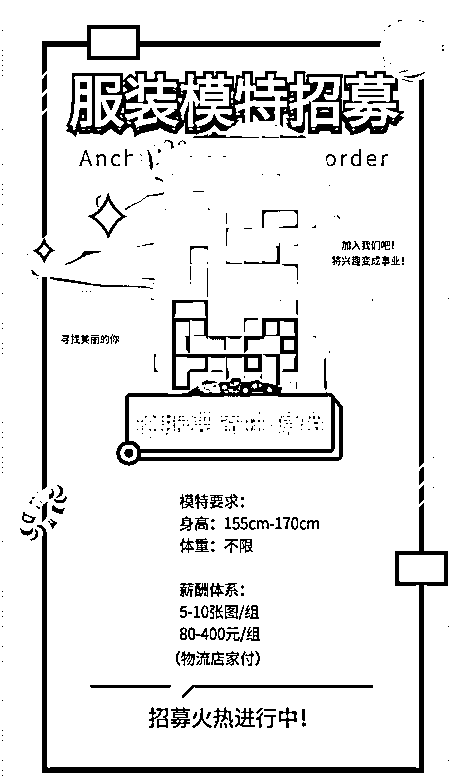 服装模特招募
order
加入我们吧！
将兴趣变成事业！
寻找美丽的你
模特要求：
身高：155cm-170cm
体重：不限
薪酬体系：
5-10张图/组
80-400元/组
（物流店家付）
招募火热进行中！